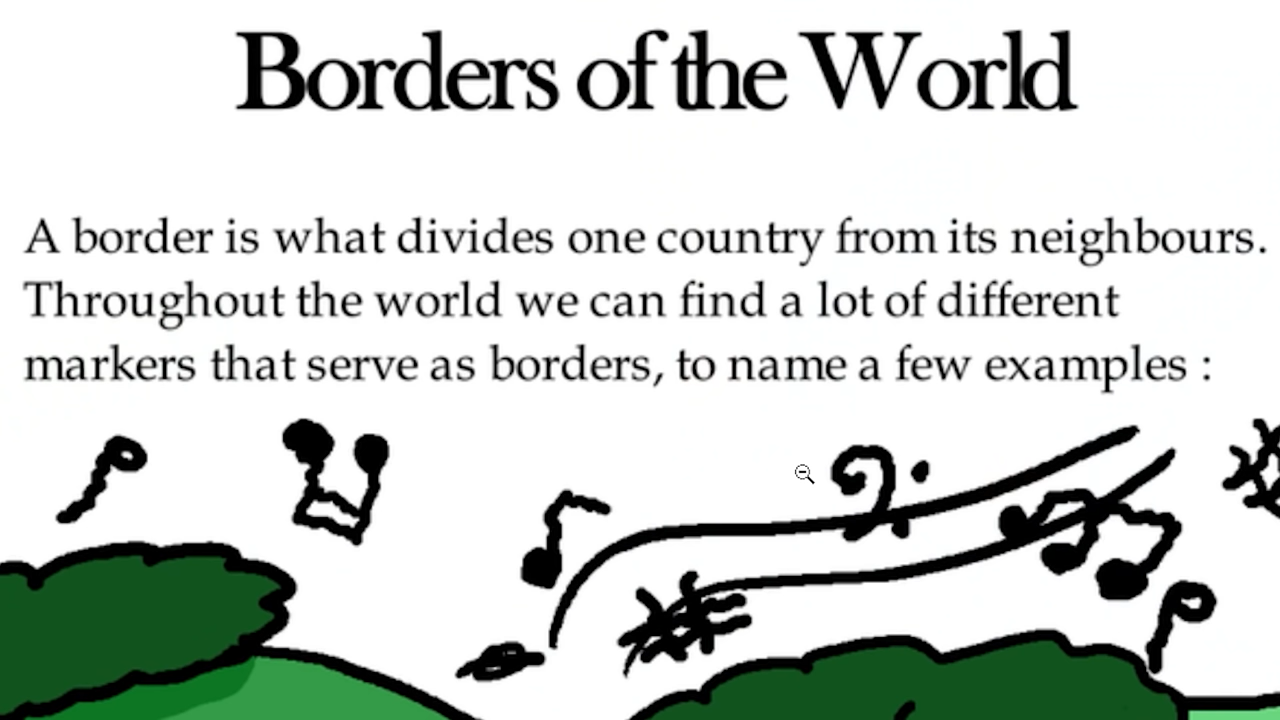 Borders of the World
A border is what divides one country from its neighbours.
Throughout the world we can find a lot of different
markers that serve as borders, to name a few examples :